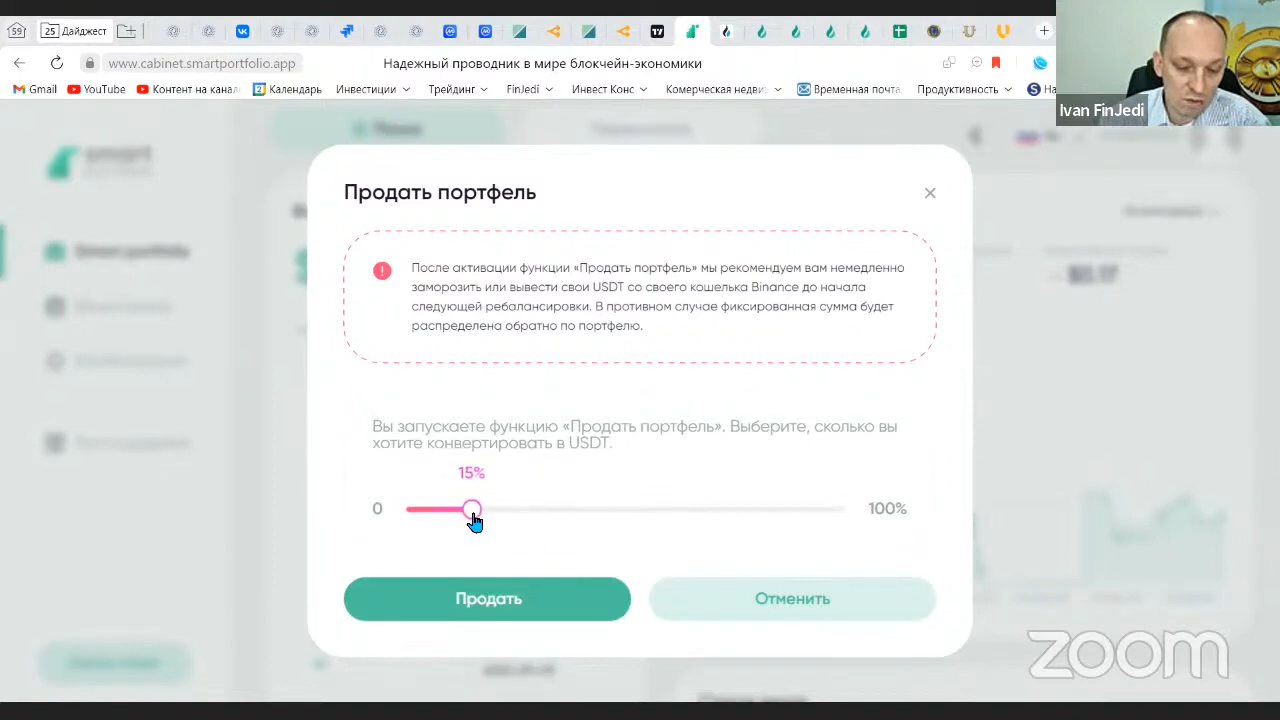 59
25 Дайджест
www.cabinet.smartportfolio.app
Надежный проводник в мире блокчейн-экономики
Gmail
YouTube
Контент на канале
Календарь
Инвестиции
Трейдинг
FinJedi
Инвест Конс
Комерческая недвиж
Временная почта
Продуктивность
На
Ivan FinJedi
smart
Продать портфель
После активации функции «Продать портфель» мы рекомендуем вам немедленно
заморозить или вывести свои USDT со своего кошелька Binance до начала
следующей ребалансировки. В противном случае фиксированная сумма будет
распределена обратно по портфелю.
Вы запускаете функцию «Продать портфель». Выберите, сколько вы
хотите конвертировать в USDT.
15%
0
100%
Продать
Отменить
zoom